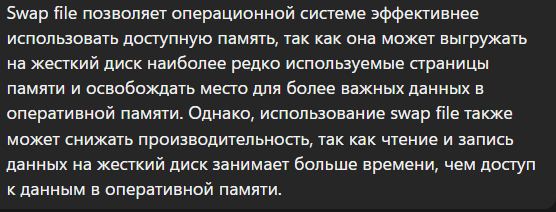 Swap file позволяет операционной системе эффективнее
использовать доступную память, так как она может выгружать
на жесткий диск наиболее редко используемые страницы
памяти и освобождать место для более важных данных в
оперативной памяти. Однако, использование swap file также
может снижать производительность, так как чтение и запись
данных на жесткий диск занимает больше времени, чем доступ
к данным в оперативной памяти.